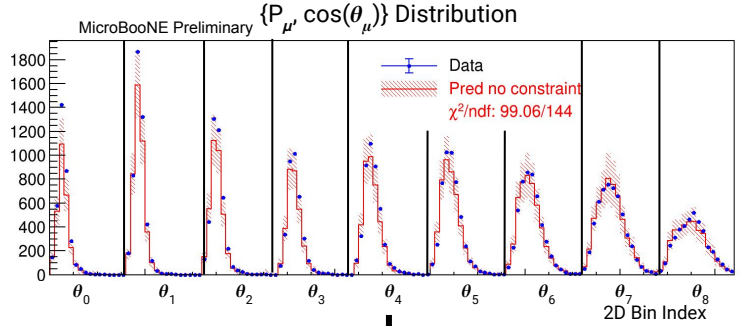 {P_μ, cos(θ_μ)} Distribution
MicroBooNE Preliminary
Data
Pred no constraint
χ²/ndf: 99.06/144
1800
1600
1400
1200
1000
800
600
400
200
0
θ_0 θ_1 θ_2 θ_3 θ_4 θ_5 θ_6 θ_7 θ_8
2D Bin Index